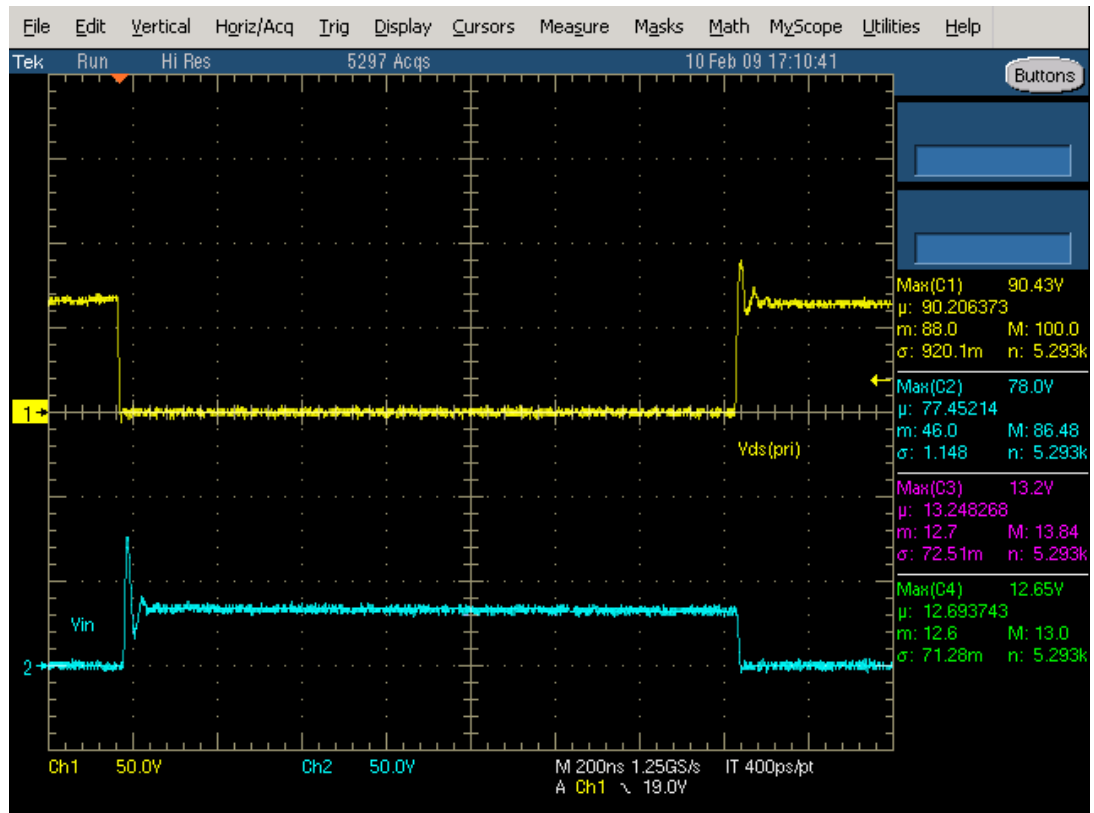 File Edit Vertical Horiz/Acq Trig Display Cursors Measure Masks Math MyScope Utilities Help
Tek Run Hi Res 5297 Acqs 10 Feb 09 17:10:41
Buttons
Max(C1) 90.43V
µ: 90.206373
m: 88.0 M: 100.0
σ: 920.1m n: 5.293k
Max(C2) 78.0V
µ: 77.45214
m: 46.0 M: 86.48
σ: 1.148 n: 5.293k
1
Vds(pri)
Max(C3) 13.2V
µ: 13.248268
m: 12.7 M: 13.84
σ: 72.51m n: 5.293k
Max(C4) 12.65V
µ: 12.693743
m: 12.6 M: 13.0
σ: 71.28m n: 5.293k
Vin
2
Ch1 50.0V Ch2 50.0V M 200ns 1.25GS/s IT 400ps/pt
A Ch1 19.0V